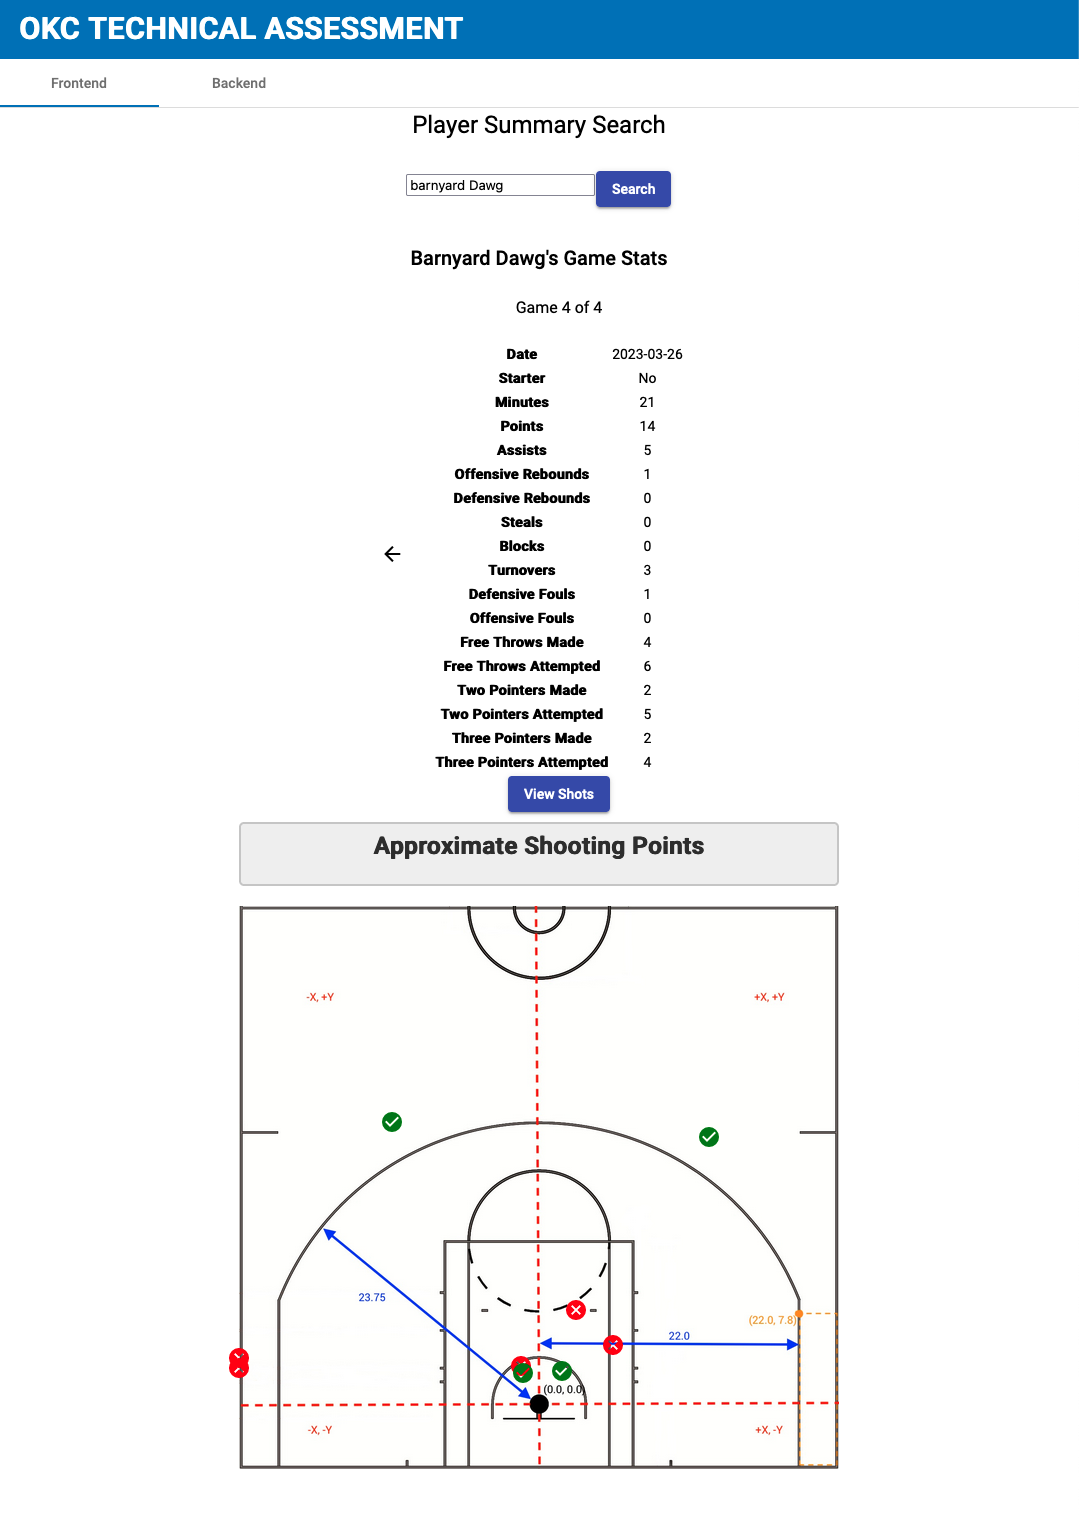 OKC TECHNICAL ASSESSMENT
Frontend Backend
Player Summary Search
barnyard Dawg Search
Barnyard Dawg's Game Stats
Game 4 of 4
Date 2023-03-26
Starter No
Minutes 21
Points 14
Assists 5
Offensive Rebounds 1
Defensive Rebounds 0
Steals 0
Blocks 0
Turnovers 3
Defensive Fouls 1
Offensive Fouls 0
Free Throws Made 4
Free Throws Attempted 6
Two Pointers Made 2
Two Pointers Attempted 5
Three Pointers Made 2
Three Pointers Attempted 4
View Shots
Approximate Shooting Points
-X, +Y +X, +Y
23.75
(22.0, 7.8)
22.0
(0.0, 0.0)
-X, -Y +X, -Y